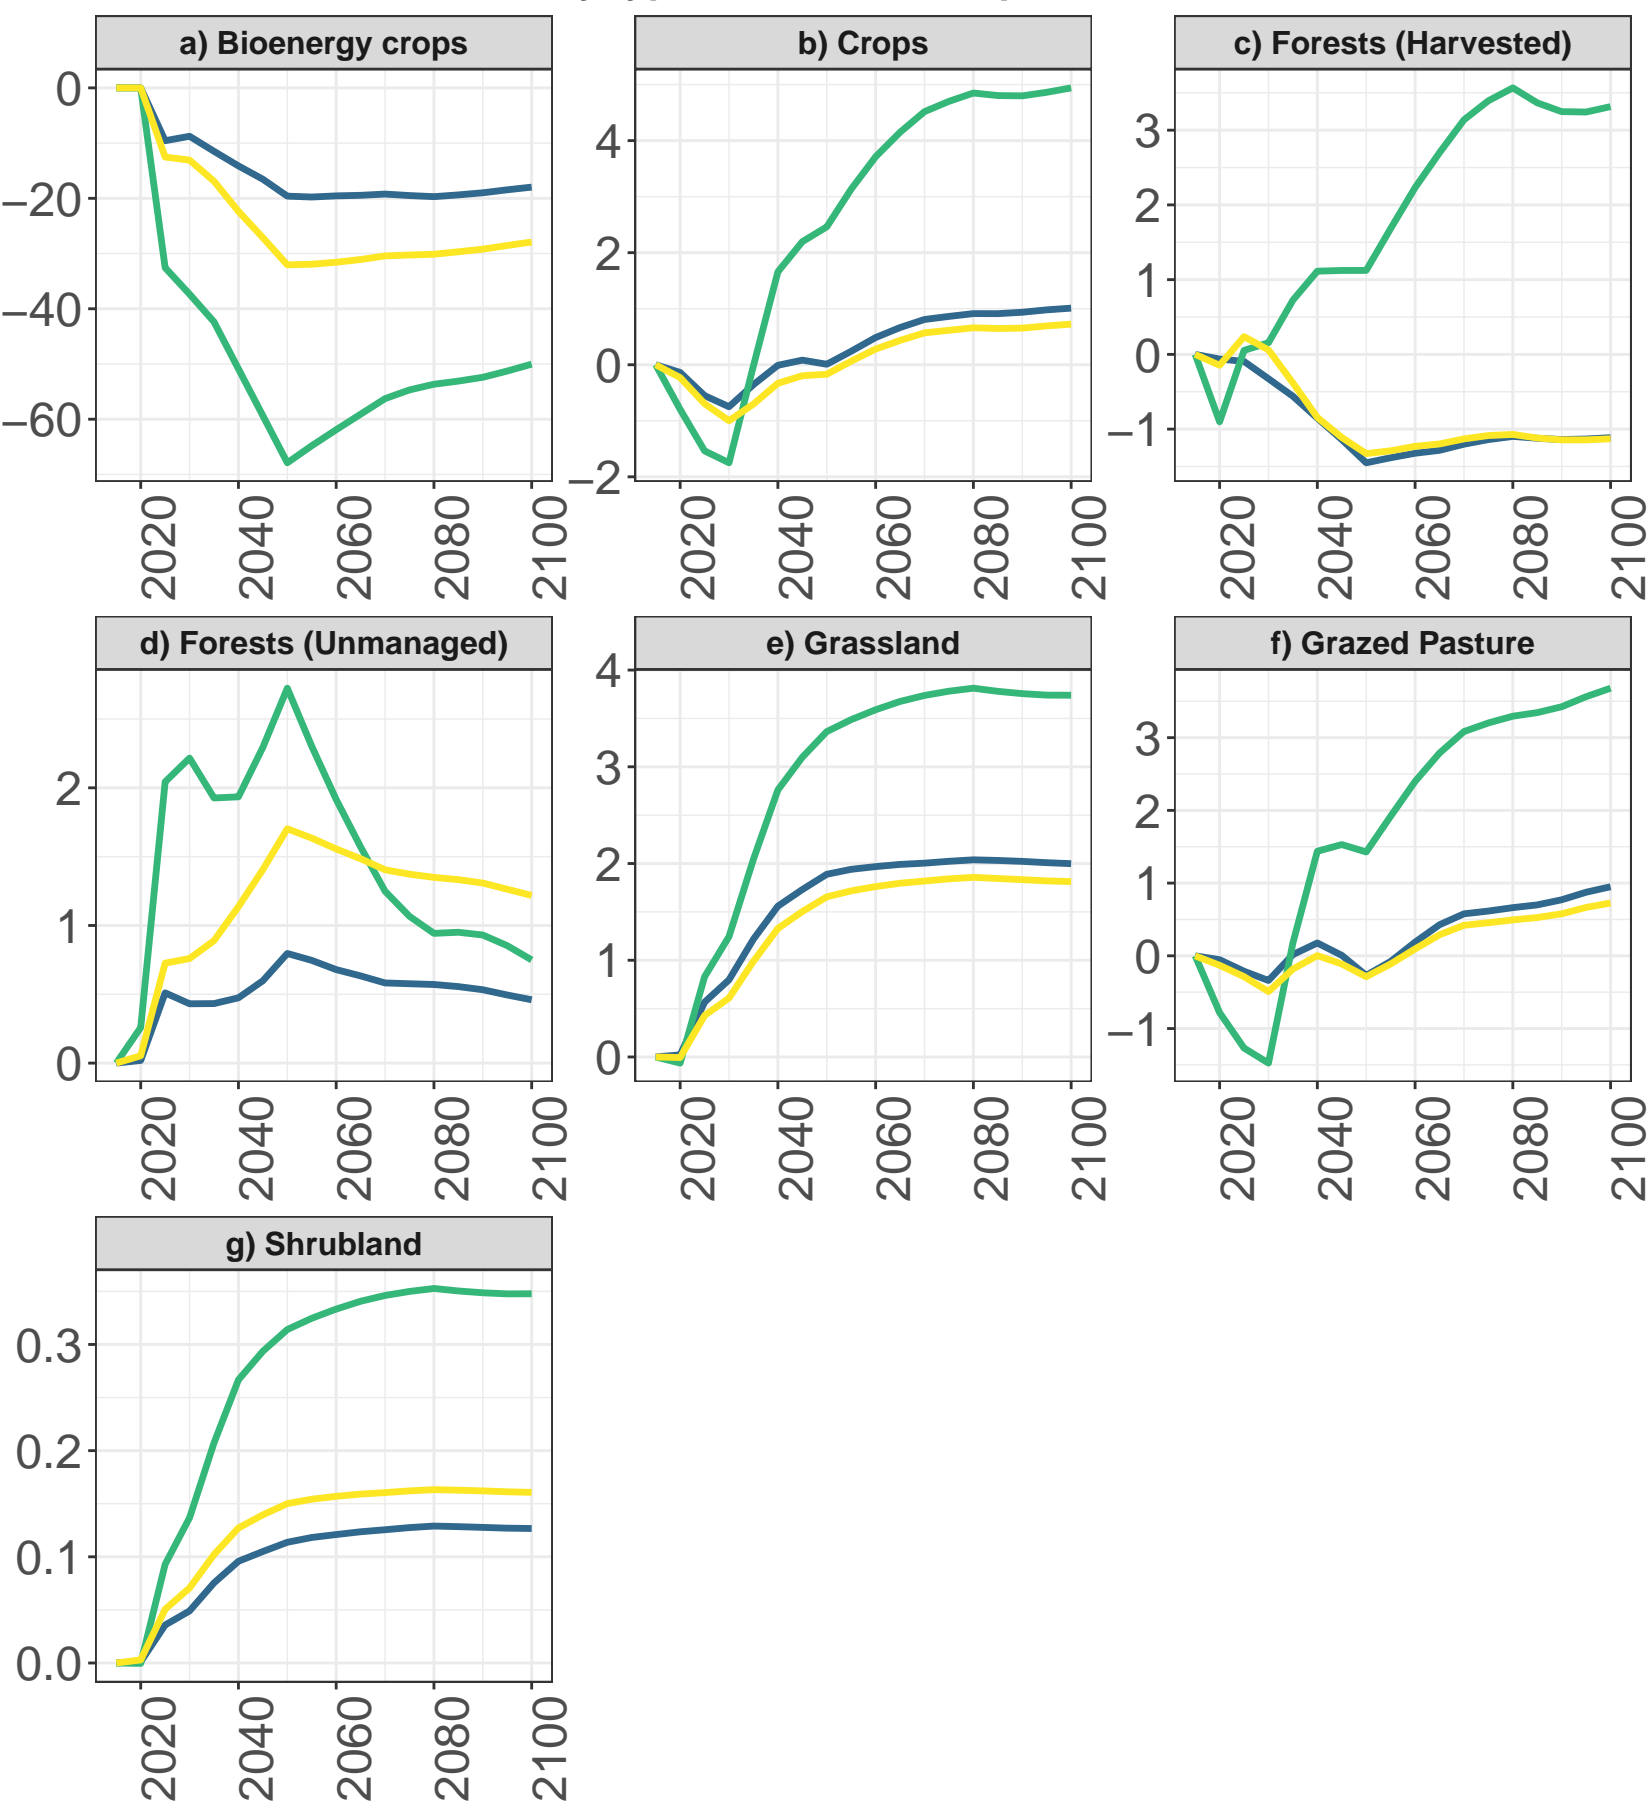 a) Bioenergy crops
0
−20
−40
−60
2020 2040 2060 2080 2100
b) Crops
4
2
0
−2
2020 2040 2060 2080 2100
c) Forests (Harvested)
3
2
1
0
−1
2020 2040 2060 2080 2100
d) Forests (Unmanaged)
2
1
0
2020 2040 2060 2080 2100
e) Grassland
4
3
2
1
0
2020 2040 2060 2080 2100
f) Grazed Pasture
3
2
1
0
−1
2020 2040 2060 2080 2100
g) Shrubland
0.3
0.2
0.1
0.0
2020 2040 2060 2080 2100